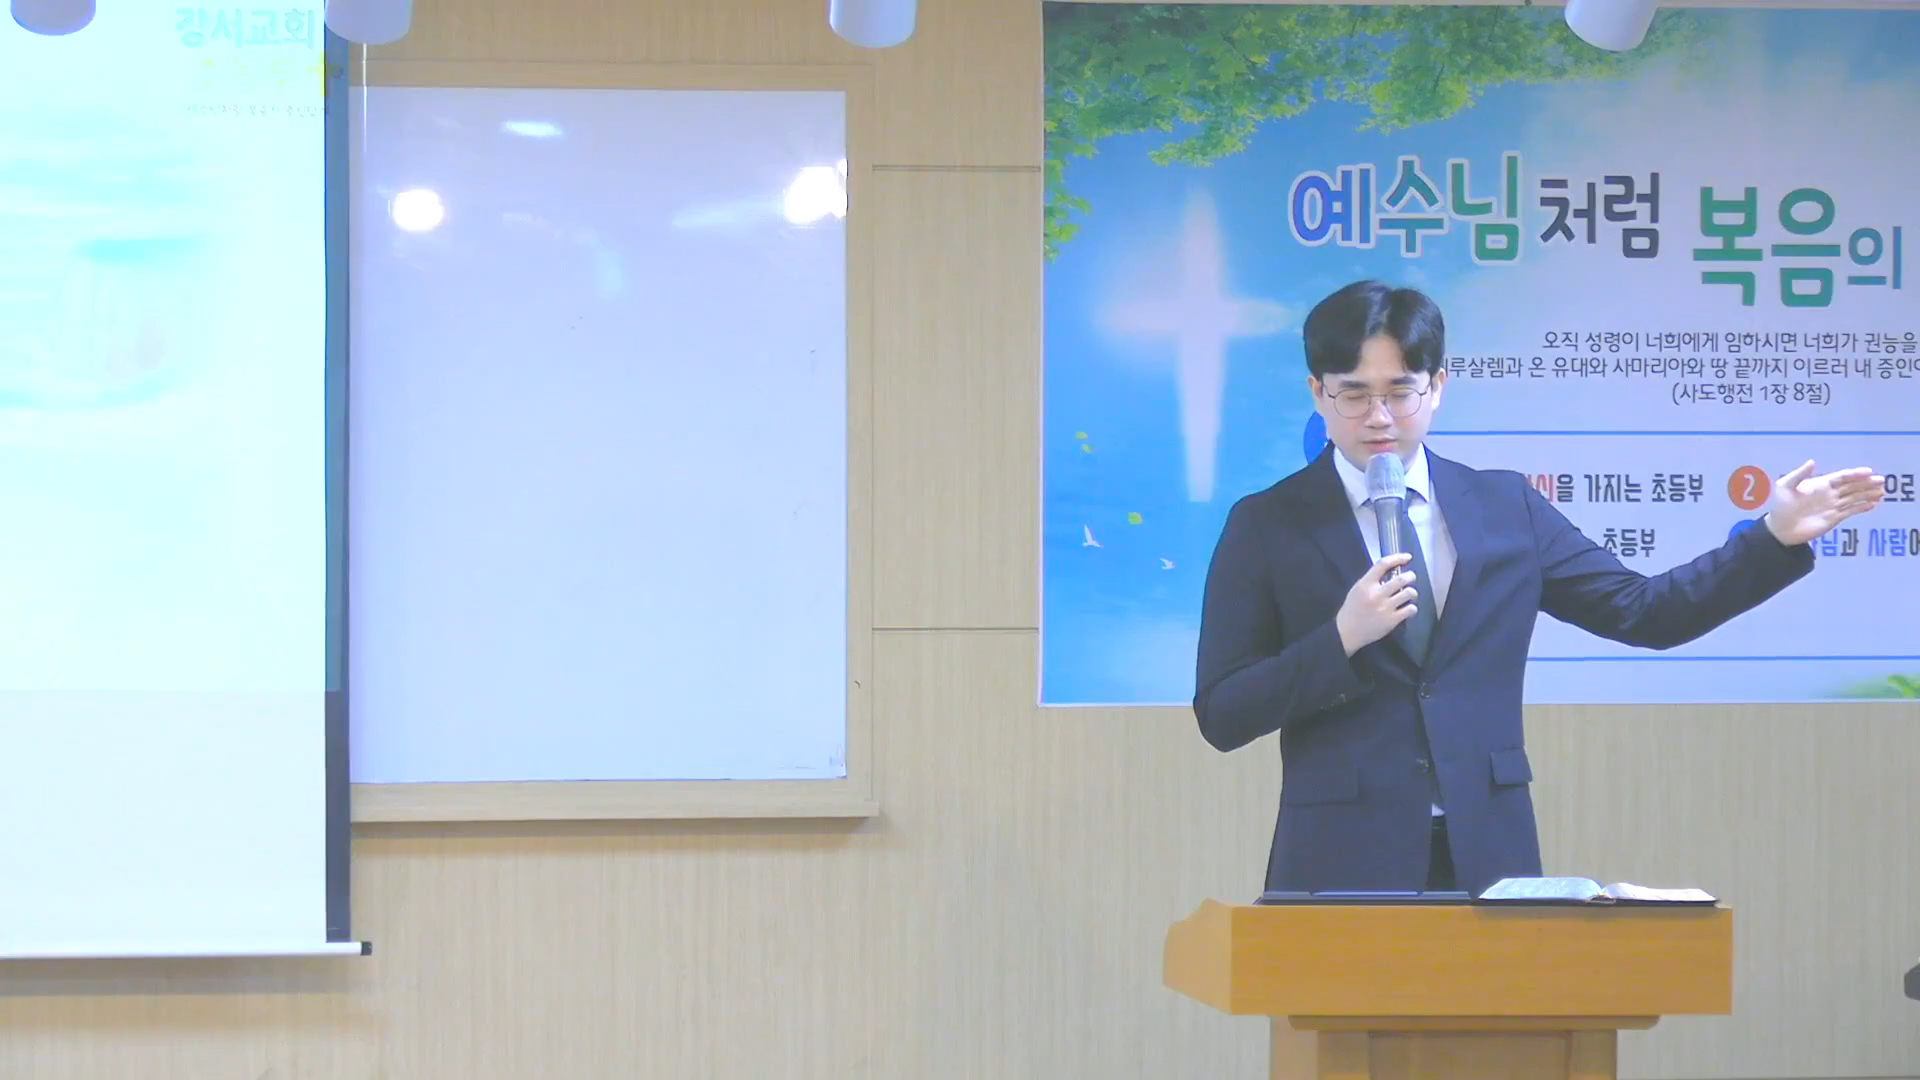 강서교회
예수님처럼 복음의
오직 성령이 너희에게 임하시면 너희가 권능을
루살렘과 온 유대와 사마리아와 땅 끝까지 이르러 내 증인
(사도행전 1장 8절)
을 가지는 초등부 2 으로
초등부 님과 사람에